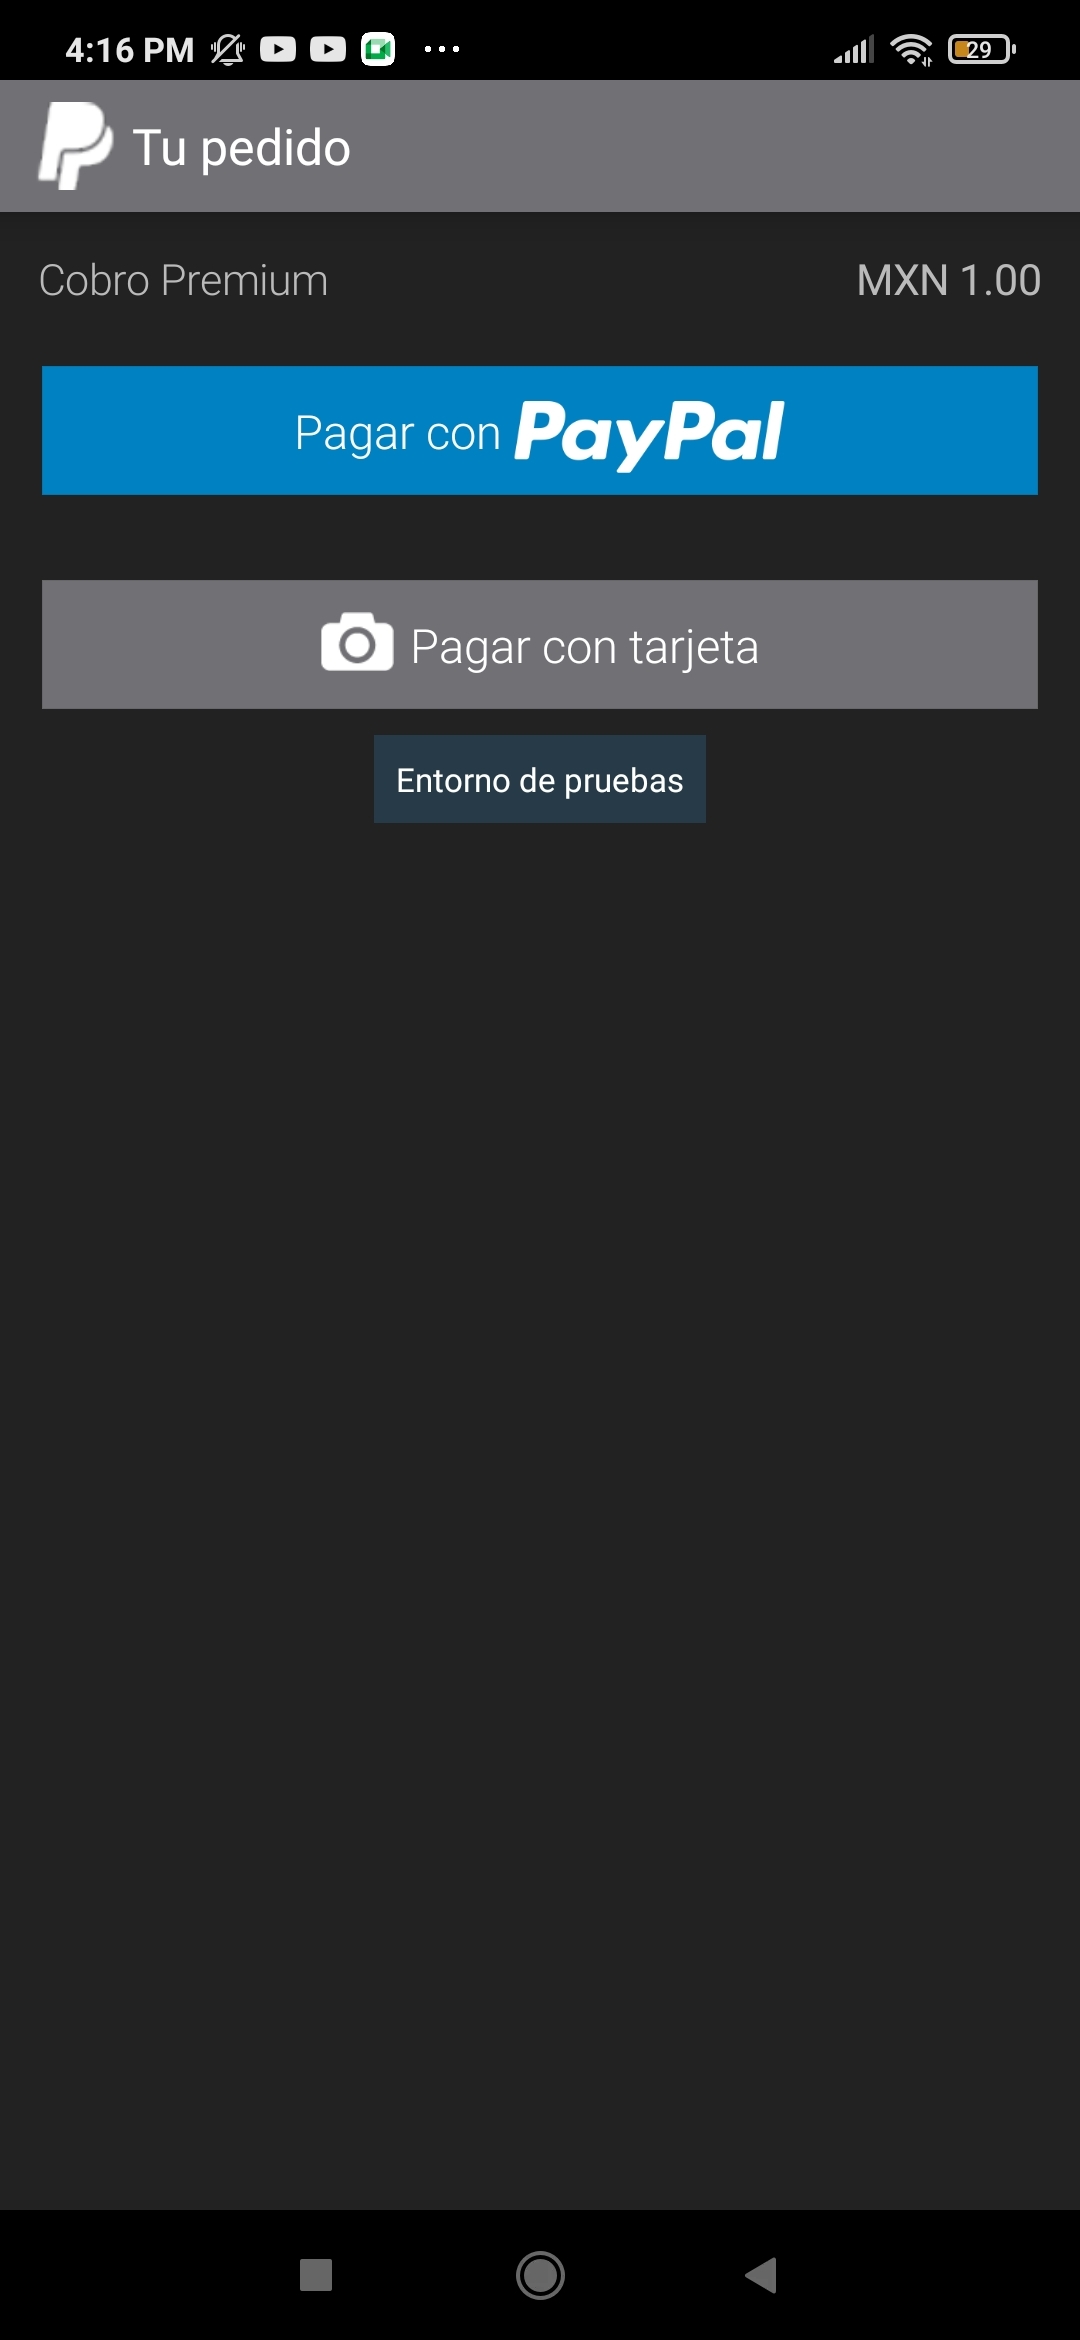 4:16 PM
29
Tu pedido
Cobro Premium
MXN 1.00
Pagar con PayPal
Pagar con tarjeta
Entorno de pruebas